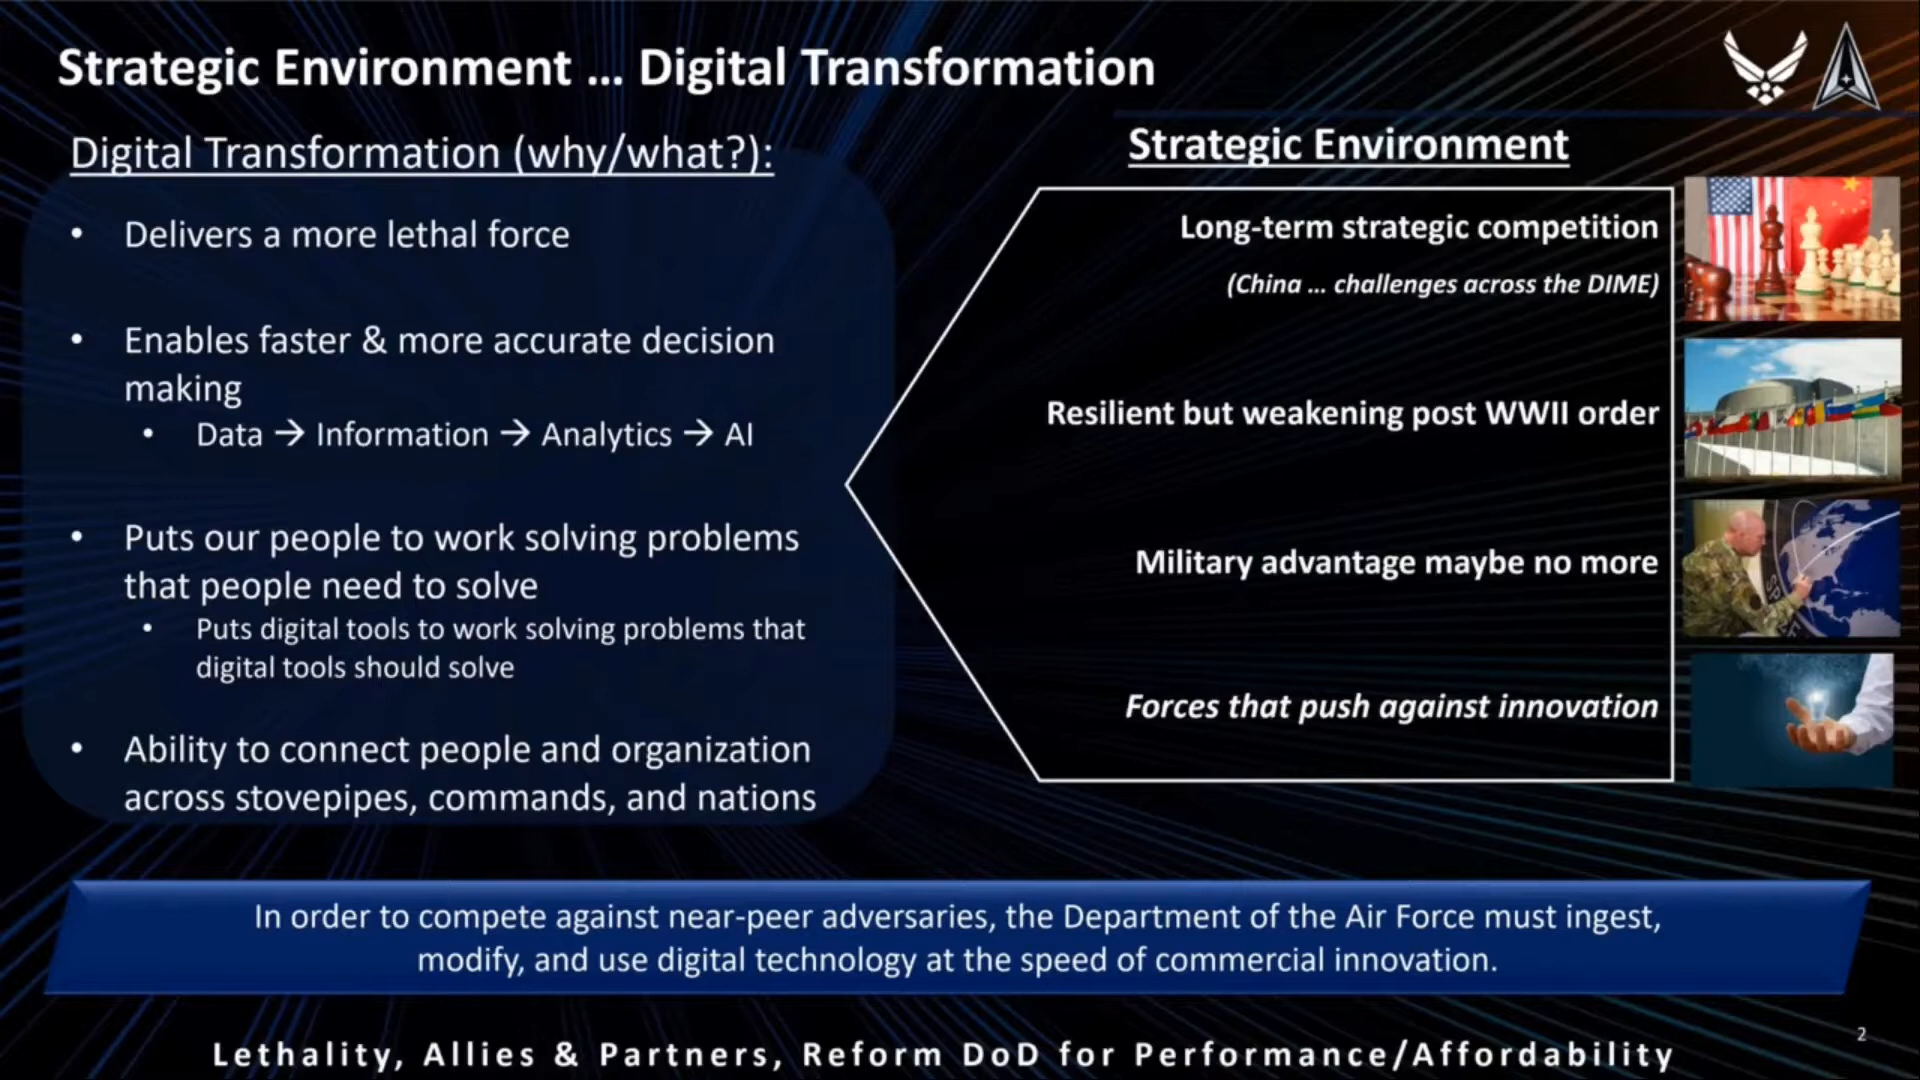 Strategic Environment ... Digital Transformation
Digital Transformation (why/what?):
• Delivers a more lethal force
• Enables faster & more accurate decision
making
• Data → Information → Analytics → AI
• Puts our people to work solving problems
that people need to solve
• Puts digital tools to work solving problems that
digital tools should solve
• Ability to connect people and organization
across stovepipes, commands, and nations
Strategic Environment
Long-term strategic competition
(China ... challenges across the DIME)
Resilient but weakening post WWII order
Military advantage maybe no more
Forces that push against innovation
In order to compete against near-peer adversaries, the Department of the Air Force must ingest,
modify, and use digital technology at the speed of commercial innovation.
2
Lethality, Allies & Partners, Reform DoD for Performance/Affordability